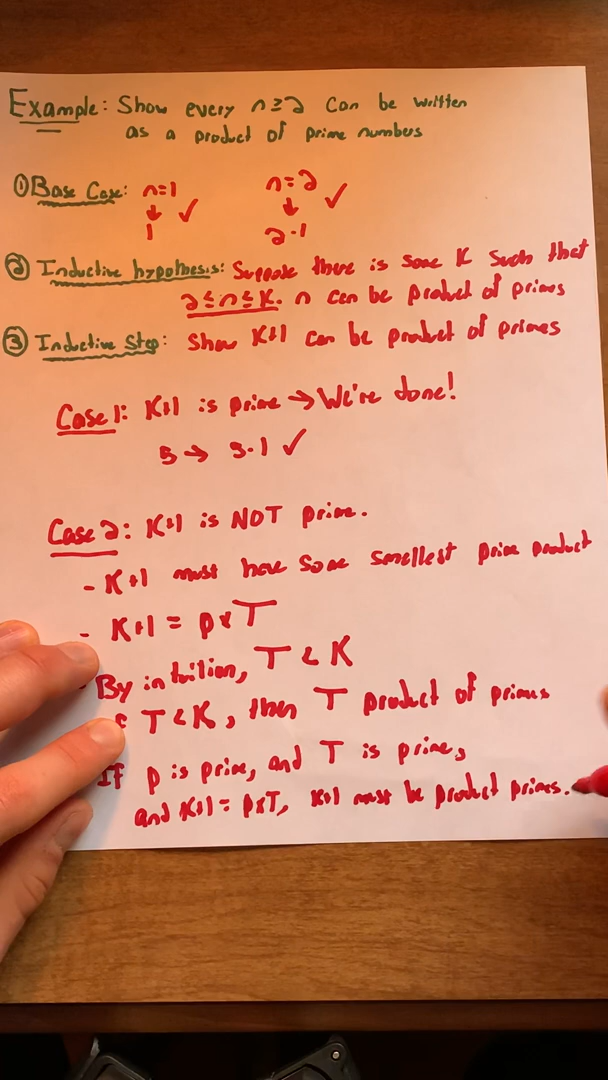 Example: Show every n≥2 can be written
as a product of prime numbers
① Base Case: n=1 ↓ 1 ✓ n=2 ↓ 2·1 ✓
② Inductive hypothesis: Suppose there is some K such that
2≤n≤K. n can be product of primes
③ Inductive Step: Show K+1 can be product of primes
Case 1: K+1 is prime → We're done!
5 → 5·1 ✓
Case 2: K+1 is NOT prime.
- K+1 must have some smallest prime product
- K+1 = p×T
By intuition, T < K
T < K, then T product of primes
If p is prime, and T is prime,
and K+1 = p×T, K+1 must be product primes.